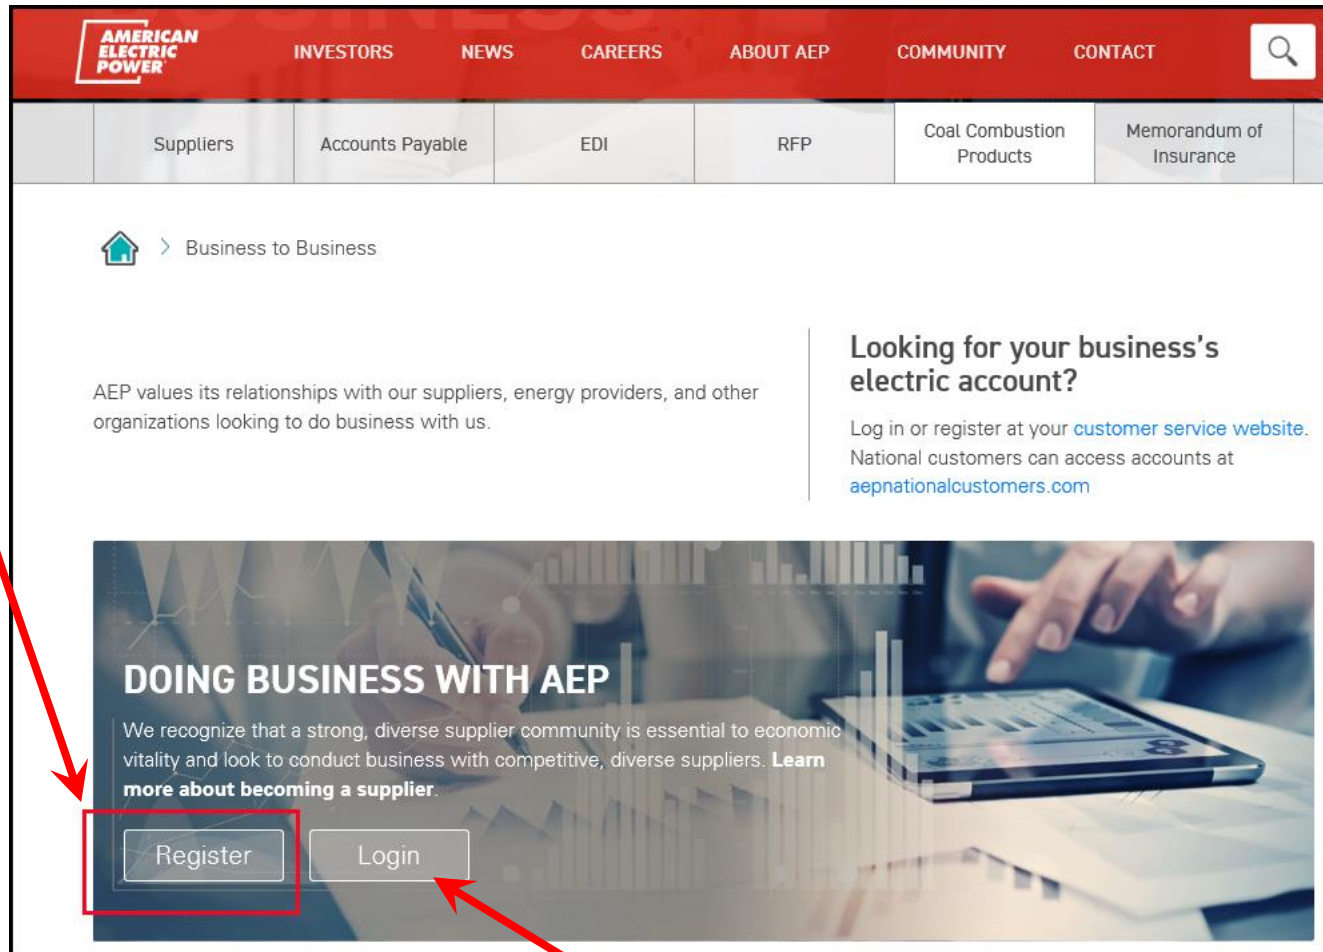 BUSINESS
AMERICAN
ELECTRIC
POWER
INVESTORS
NEWS
CAREERS
ABOUT AEP
COMMUNITY
CONTACT
Suppliers
Accounts Payable
EDI
RFP
Coal Combustion
Products
Memorandum of
Insurance
> Business to Business
AEP values its relationships with our suppliers, energy providers, and other
organizations looking to do business with us.
Looking for your business's
electric account?
Log in or register at your customer service website.
National customers can access accounts at
aepnationalcustomers.com
DOING BUSINESS WITH AEP
We recognize that a strong, diverse supplier community is essential to economic
vitality and look to conduct business with competitive, diverse suppliers. Learn
more about becoming a supplier.
Register
Login